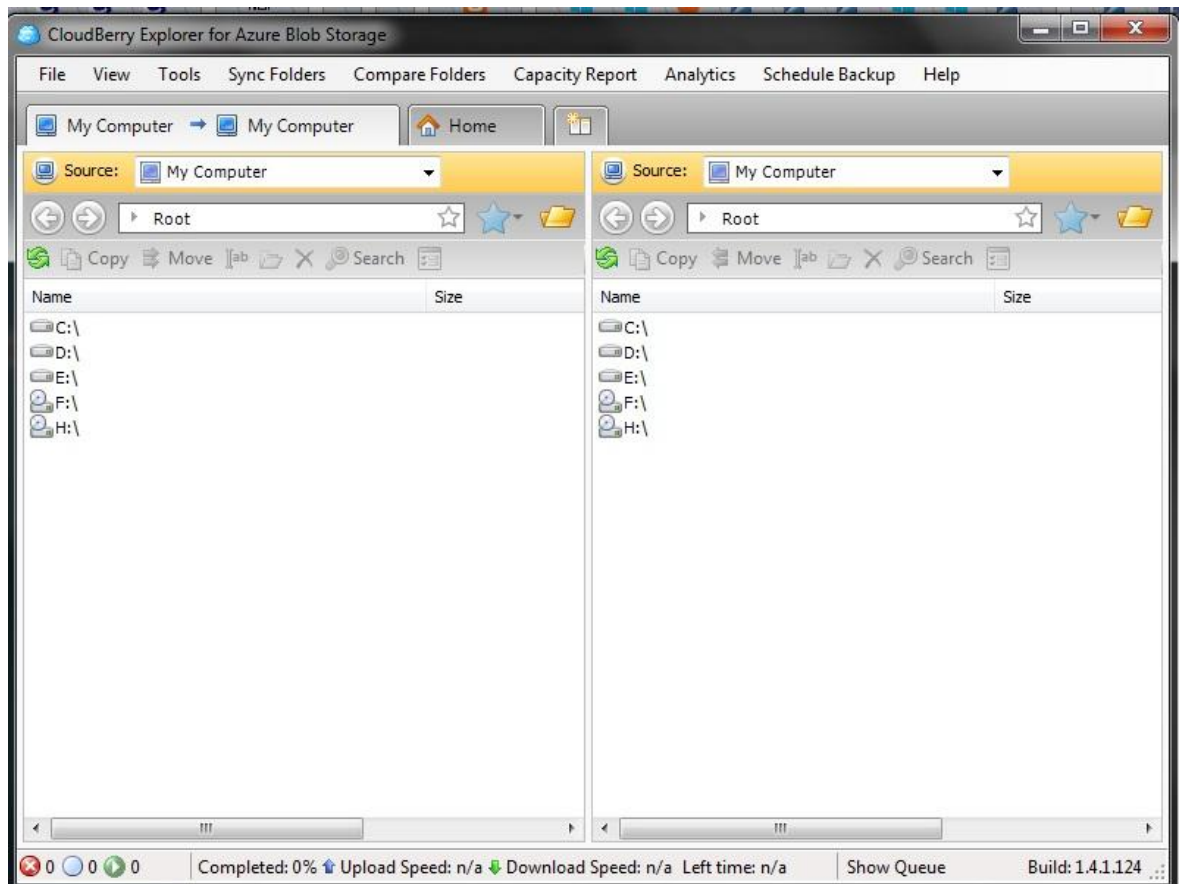 CloudBerry Explorer for Azure Blob Storage
File View Tools Sync Folders Compare Folders Capacity Report Analytics Schedule Backup Help
My Computer My Computer Home
Source: My Computer Source: My Computer
Root Root
Copy Move ab Search Copy Move ab Search
Name Size Name Size
C:\ C:\
D:\ D:\
E:\ E:\
F:\ F:\
H:\ H:\
0 0 0 Completed: 0% Upload Speed: n/a Download Speed: n/a Left time: n/a Show Queue Build: 1.4.1.124